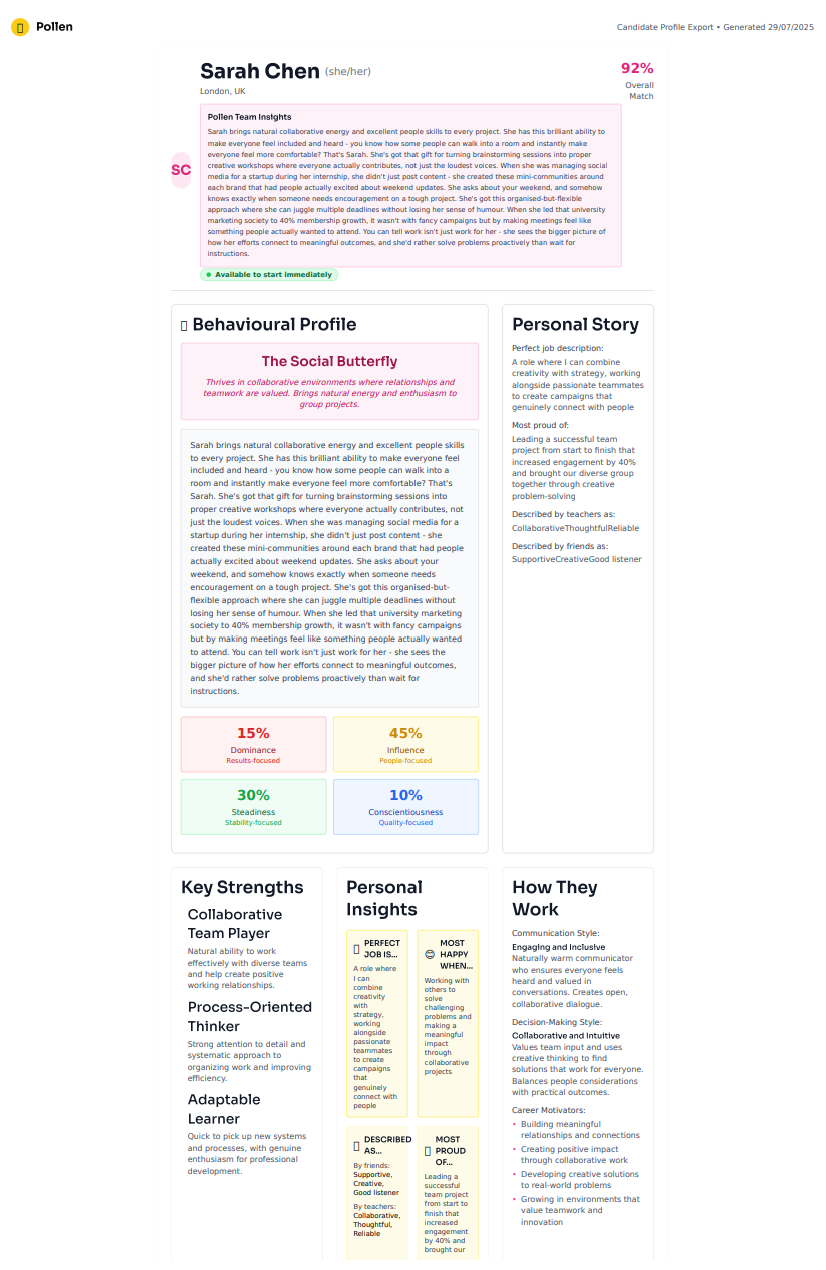 Pollen
Candidate Profile Export • Generated 29/07/2025
Sarah Chen (she/her)
London, UK
92%
Overall
Match
SC
Pollen Team Insights
Sarah brings natural collaborative energy and excellent people skills to every project. She has this brilliant ability to
make everyone feel included and heard - you know how some people can walk into a room and instantly make
everyone feel more comfortable? That's Sarah. She's got that gift for turning brainstorming sessions into proper
creative workshops where everyone actually contributes, not just the loudest voices. When she was managing social
media for a startup during her internship, she didn't just post content - she created these mini-communities around
each brand that had people actually excited about weekend updates. She asks about your weekend, and somehow
knows exactly when someone needs encouragement on a tough project. She's got this organised-but-flexible
approach where she can juggle multiple deadlines without losing her sense of humour. When she led that university
marketing society to 40% membership growth, it wasn't with fancy campaigns but by making meetings feel like
something people actually wanted to attend. You can tell work isn't just work for her - she sees the bigger picture of
how her efforts connect to meaningful outcomes, and she'd rather solve problems proactively than wait for
instructions.
Available to start immediately
Behavioural Profile
The Social Butterfly
Thrives in collaborative environments where relationships and
teamwork are valued. Brings natural energy and enthusiasm to
group projects.
Sarah brings natural collaborative energy and excellent people skills
to every project. She has this brilliant ability to make everyone feel
included and heard - you know how some people can walk into a
room and instantly make everyone feel more comfortable? That's
Sarah. She's got that gift for turning brainstorming sessions into
proper creative workshops where everyone actually contributes, not
just the loudest voices. When she was managing social media for a
startup during her internship, she didn't just post content - she
created these mini-communities around each brand that had people
actually excited about weekend updates. She asks about your
weekend, and somehow knows exactly when someone needs
encouragement on a tough project. She's got this organised-but-
flexible approach where she can juggle multiple deadlines without
losing her sense of humour. When she led that university marketing
society to 40% membership growth, it wasn't with fancy campaigns
but by making meetings feel like something people actually wanted
to attend. You can tell work isn't just work for her - she sees the
bigger picture of how her efforts connect to meaningful outcomes,
and she'd rather solve problems proactively than wait for
instructions.
15%
Dominance
Results-focused
45%
Influence
People-focused
30%
Steadiness
Stability-focused
10%
Conscientiousness
Quality-focused
Personal Story
Perfect job description:
A role where I can combine
creativity with strategy, working
alongside passionate teammates
to create campaigns that
genuinely connect with people
Most proud of:
Leading a successful team
project from start to finish that
increased engagement by 40%
and brought our diverse group
together through creative
problem-solving
Described by teachers as:
CollaborativeThoughtfulReliable
Described by friends as:
SupportiveCreativeGood listener
Key Strengths
Collaborative
Team Player
Natural ability to work
effectively with diverse teams
and help create positive
working relationships.
Process-Oriented
Thinker
Strong attention to detail and
systematic approach to
organizing work and improving
efficiency.
Adaptable
Learner
Quick to pick up new systems
and processes, with genuine
enthusiasm for professional
development.
Personal
Insights
PERFECT
JOB IS...
A role where
I can
combine
creativity
with
strategy,
working
alongside
passionate
teammates
to create
campaigns
that
genuinely
connect with
people
MOST
HAPPY
WHEN...
Working with
others to
solve
challenging
problems and
making a
meaningful
impact
through
collaborative
projects
DESCRIBED
AS...
By friends:
Supportive,
Creative,
Good listener
By teachers:
Collaborative,
Thoughtful,
Reliable
MOST
PROUD
OF...
Leading a
successful
team project
from start to
finish that
increased
engagement
by 40% and
brought our
How They
Work
Communication Style:
Engaging and Inclusive
Naturally warm communicator
who ensures everyone feels
heard and valued in
conversations. Creates open,
collaborative dialogue.
Decision-Making Style:
Collaborative and Intuitive
Values team input and uses
creative thinking to find
solutions that work for everyone.
Balances people considerations
with practical outcomes.
Career Motivators:
• Building meaningful
relationships and connections
• Creating positive impact
through collaborative work
• Developing creative solutions
to real-world problems
• Growing in environments that
value teamwork and
innovation